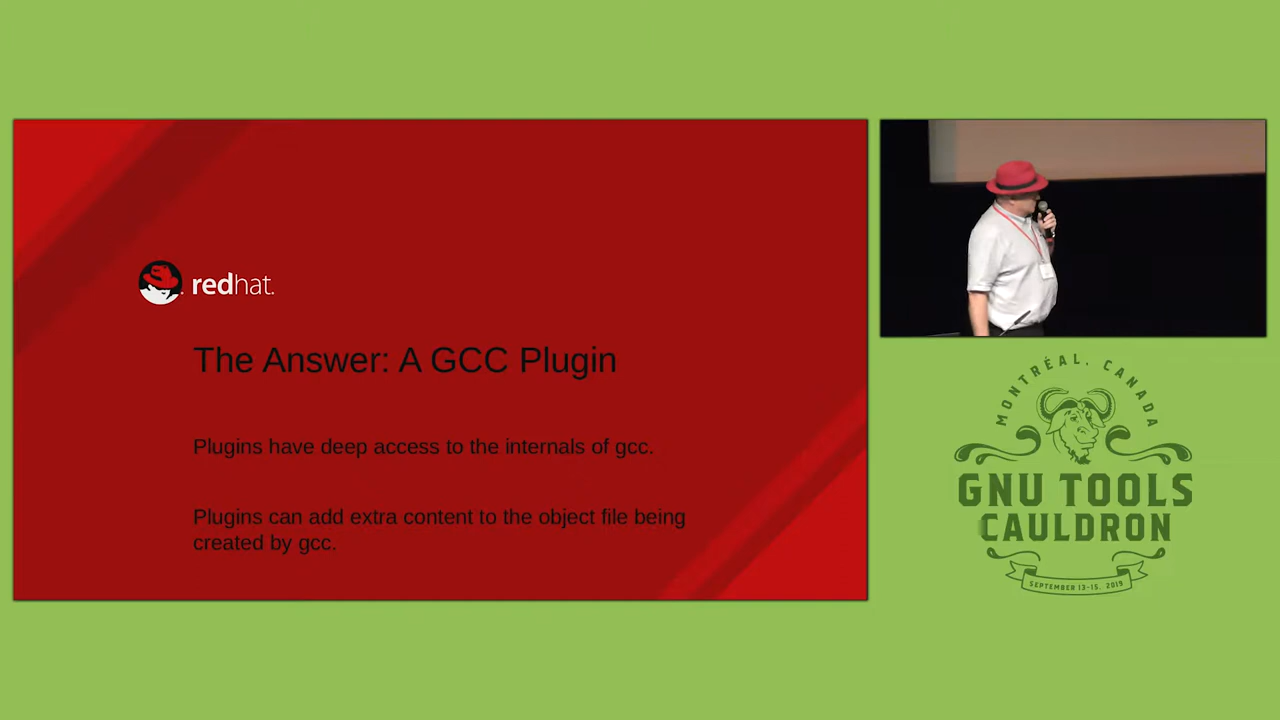 redhat.
The Answer: A GCC Plugin
Plugins have deep access to the internals of gcc.
Plugins can add extra content to the object file being
created by gcc.
MONTRÉAL, CANADA
GNU TOOLS
CAULDRON
SEPTEMBER 13-15, 2019